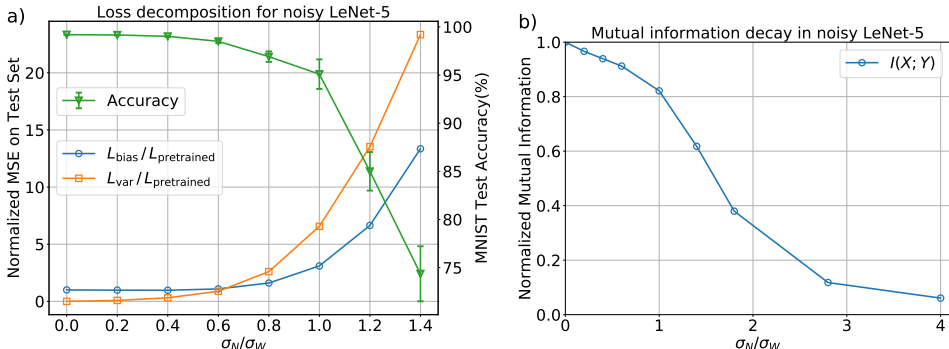 a)
Loss decomposition for noisy LeNet-5
Normalized MSE on Test Set
20
15
10
5
0
Accuracy
L_bias / L_pretrained
L_var / L_pretrained
100
95
90
85
80
75
MNIST Test Accuracy(%)
0.0 0.2 0.4 0.6 0.8 1.0 1.2 1.4
σ_N/σ_W
b)
Mutual information decay in noisy LeNet-5
Normalized Mutual Information
1.0
0.8
0.6
0.4
0.2
0.0
I(X; Y)
0 1 2 3 4
σ_N/σ_W